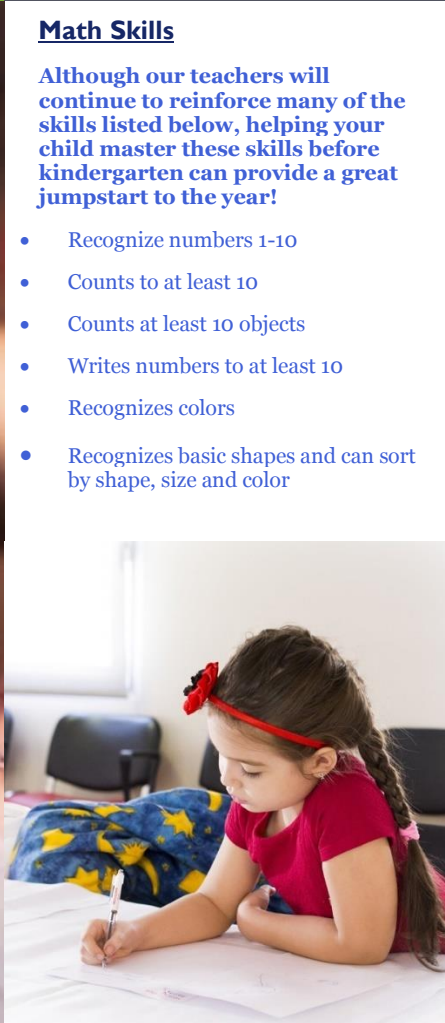 Math Skills
Although our teachers will
continue to reinforce many of the
skills listed below, helping your
child master these skills before
kindergarten can provide a great
jumpstart to the year!
• Recognize numbers 1-10
• Counts to at least 10
• Counts at least 10 objects
• Writes numbers to at least 10
• Recognizes colors
• Recognizes basic shapes and can sort
by shape, size and color